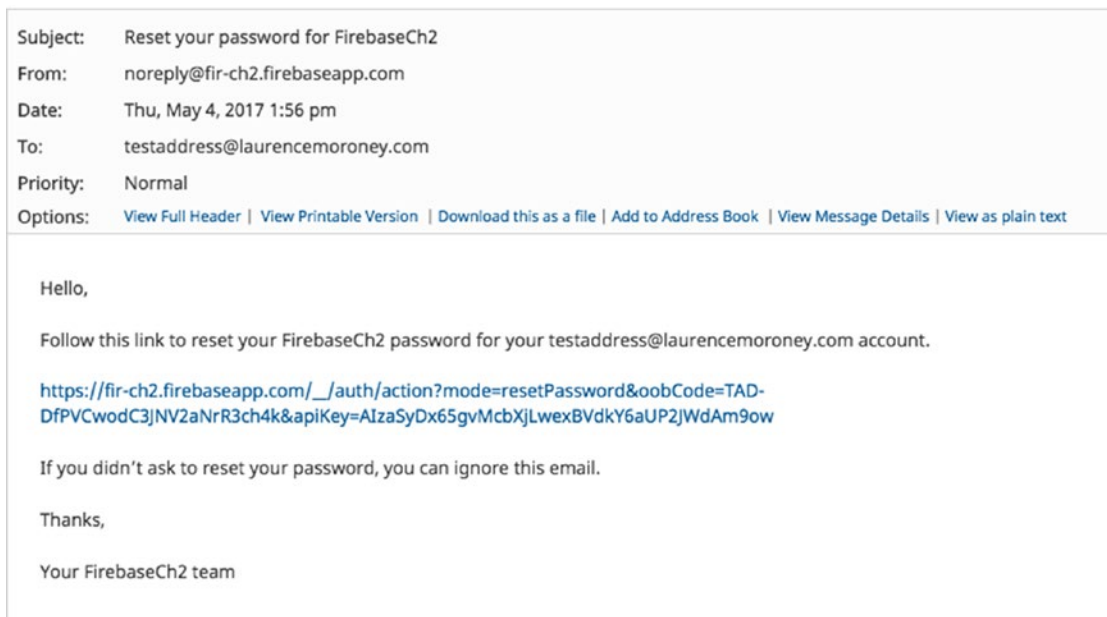 Subject: Reset your password for FirebaseCh2
From: noreply@fir-ch2.firebaseapp.com
Date: Thu, May 4, 2017 1:56 pm
To: testaddress@laurencemoroney.com
Priority: Normal
Options: View Full Header | View Printable Version | Download this as a file | Add to Address Book | View Message Details | View as plain text
Hello,
Follow this link to reset your FirebaseCh2 password for your testaddress@laurencemoroney.com account.
https://fir-ch2.firebaseapp.com/__/auth/action?mode=resetPassword&oobCode=TAD-
DfPVCwodC3JNV2aNrR3ch4k&apiKey=AIzaSyDx65gvMcbXjLwexBVdkY6aUP2JWdAm9ow
If you didn’t ask to reset your password, you can ignore this email.
Thanks,
Your FirebaseCh2 team